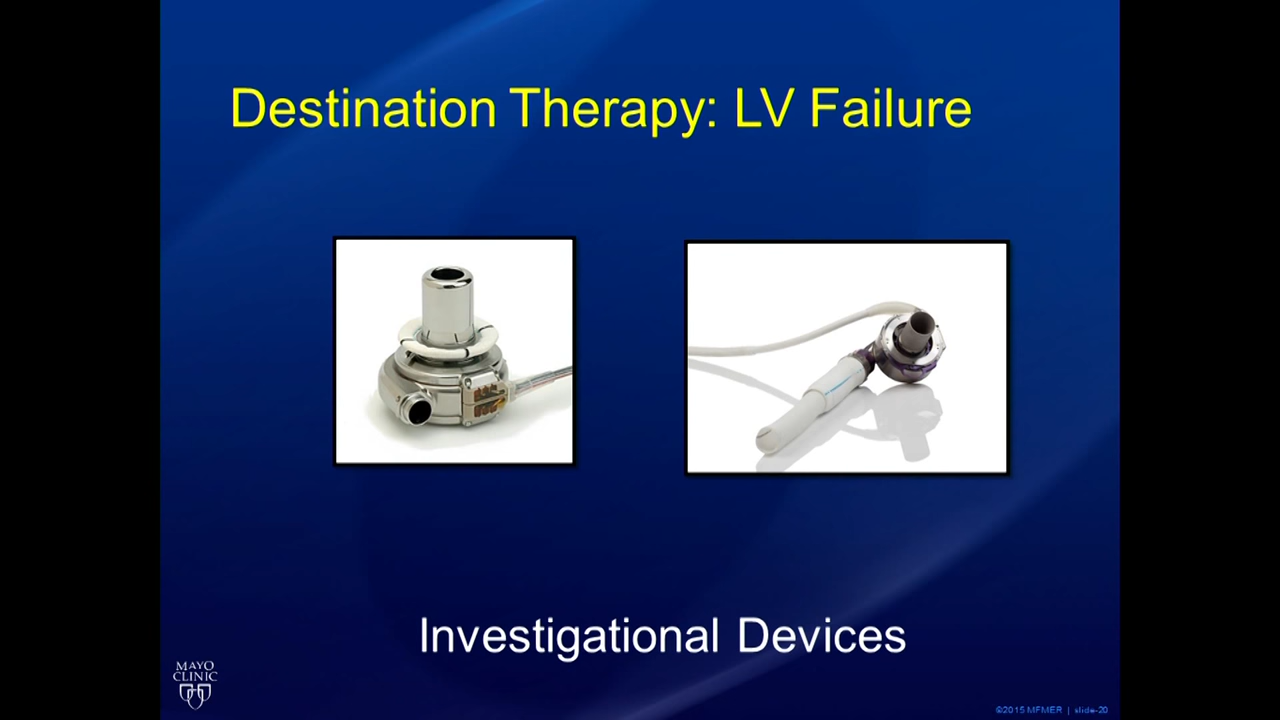 Destination Therapy: LV Failure
Investigational Devices
MAYO
CLINIC
©2015 MFMER | slide-20